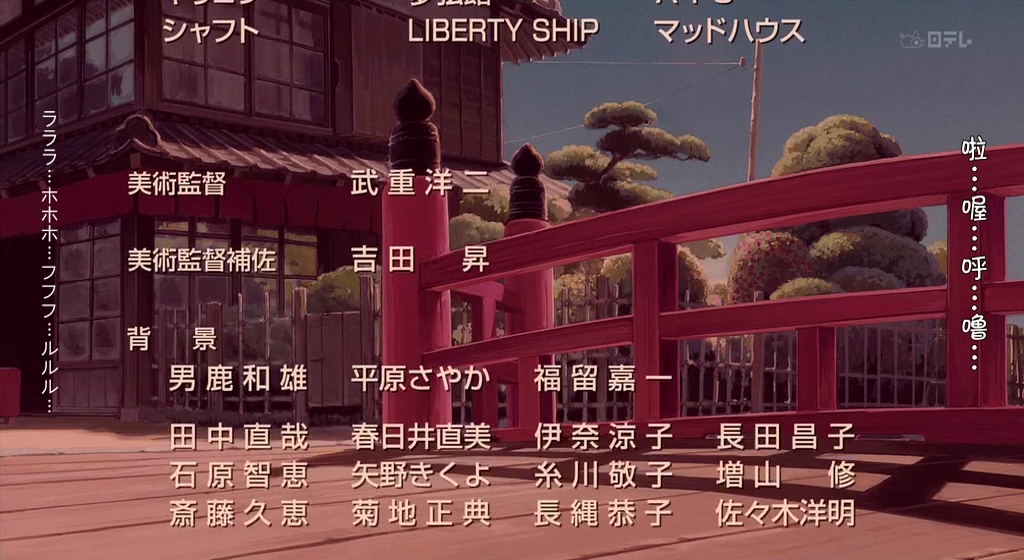 シャフト LIBERTY SHIP マッドハウス
日テレ
ラララ…ホホホ…フフフ…ルルル…
啦…喔…呼…噜…
美術監督 武重洋二
美術監督補佐 吉田 昇
背 景
男鹿和雄 平原さやか 福留嘉一
田中直哉 春日井直美 伊奈涼子 長田昌子
石原智恵 矢野きくよ 糸川敬子 増山 修
斎藤久恵 菊地正典 長縄恭子 佐々木洋明